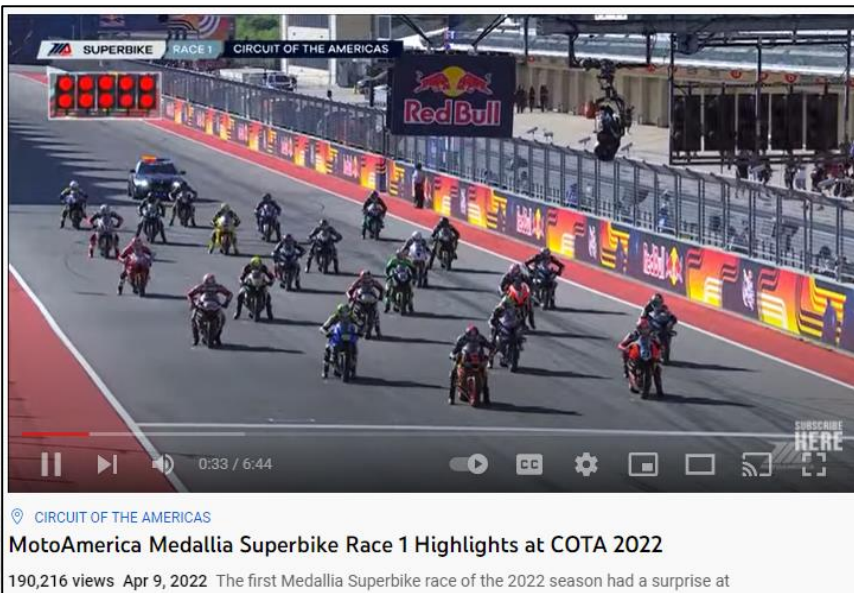 SUPERBIKE RACE 1 CIRCUIT OF THE AMERICAS
Red Bull
Red Bull
SUBSCRIBE
HERE
0:33 / 6:44
CC
CIRCUIT OF THE AMERICAS
MotoAmerica Medallia Superbike Race 1 Highlights at COTA 2022
190,216 views Apr 9, 2022 The first Medallia Superbike race of the 2022 season had a surprise at